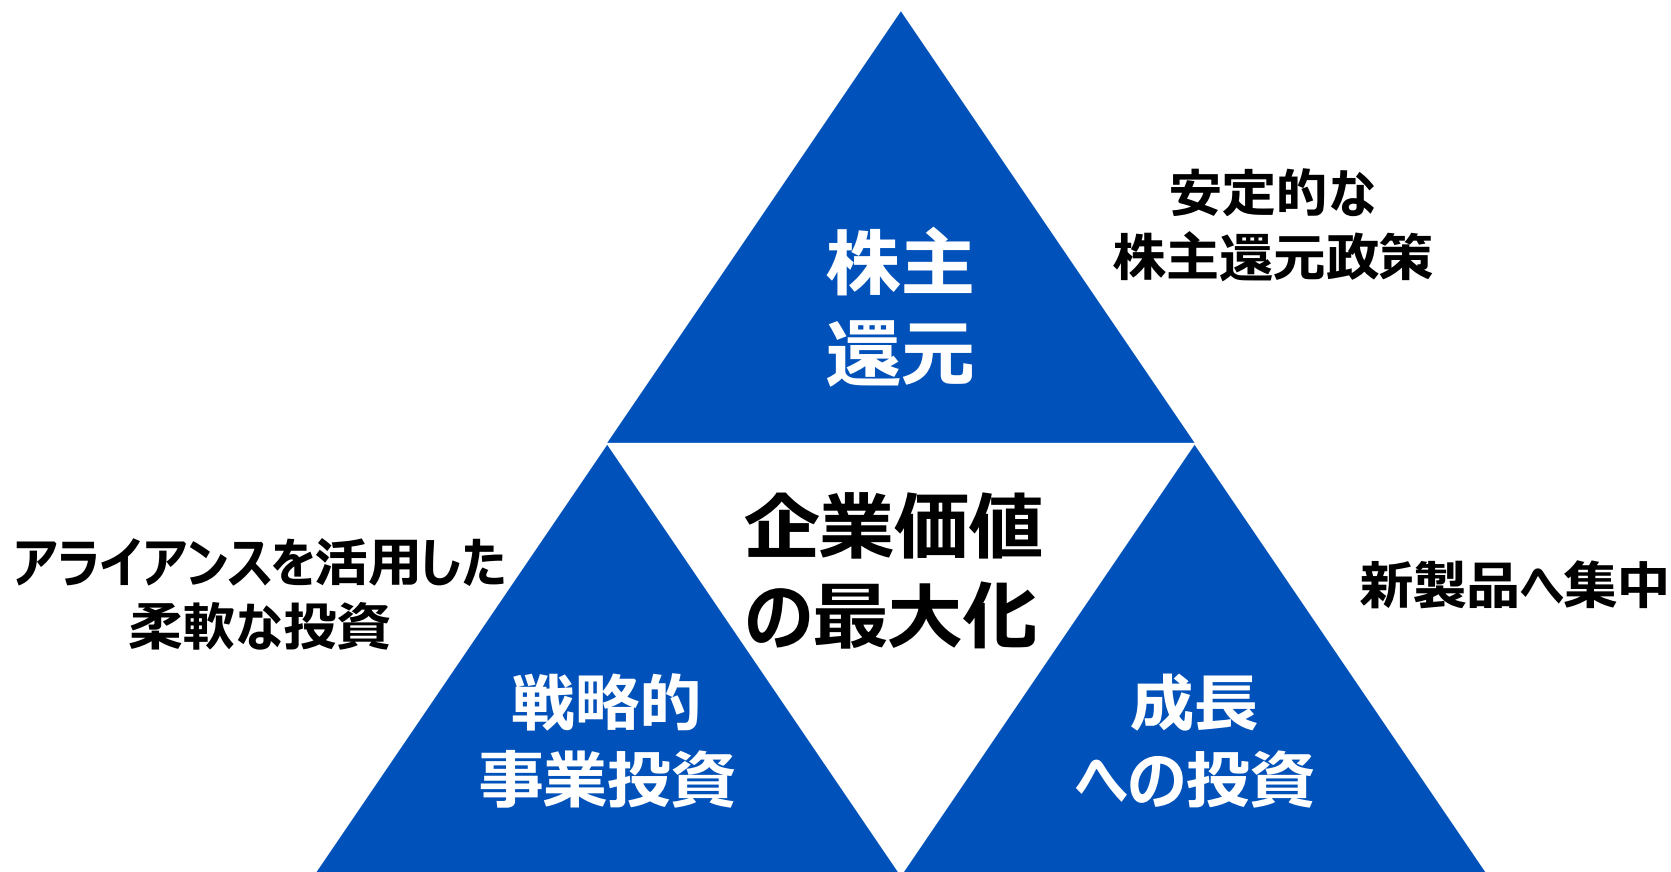 株主
還元
安定的な
株主還元政策
企業価値
の最大化
アライアンスを活用した
柔軟な投資
戦略的
事業投資
新製品へ集中
成長
への投資